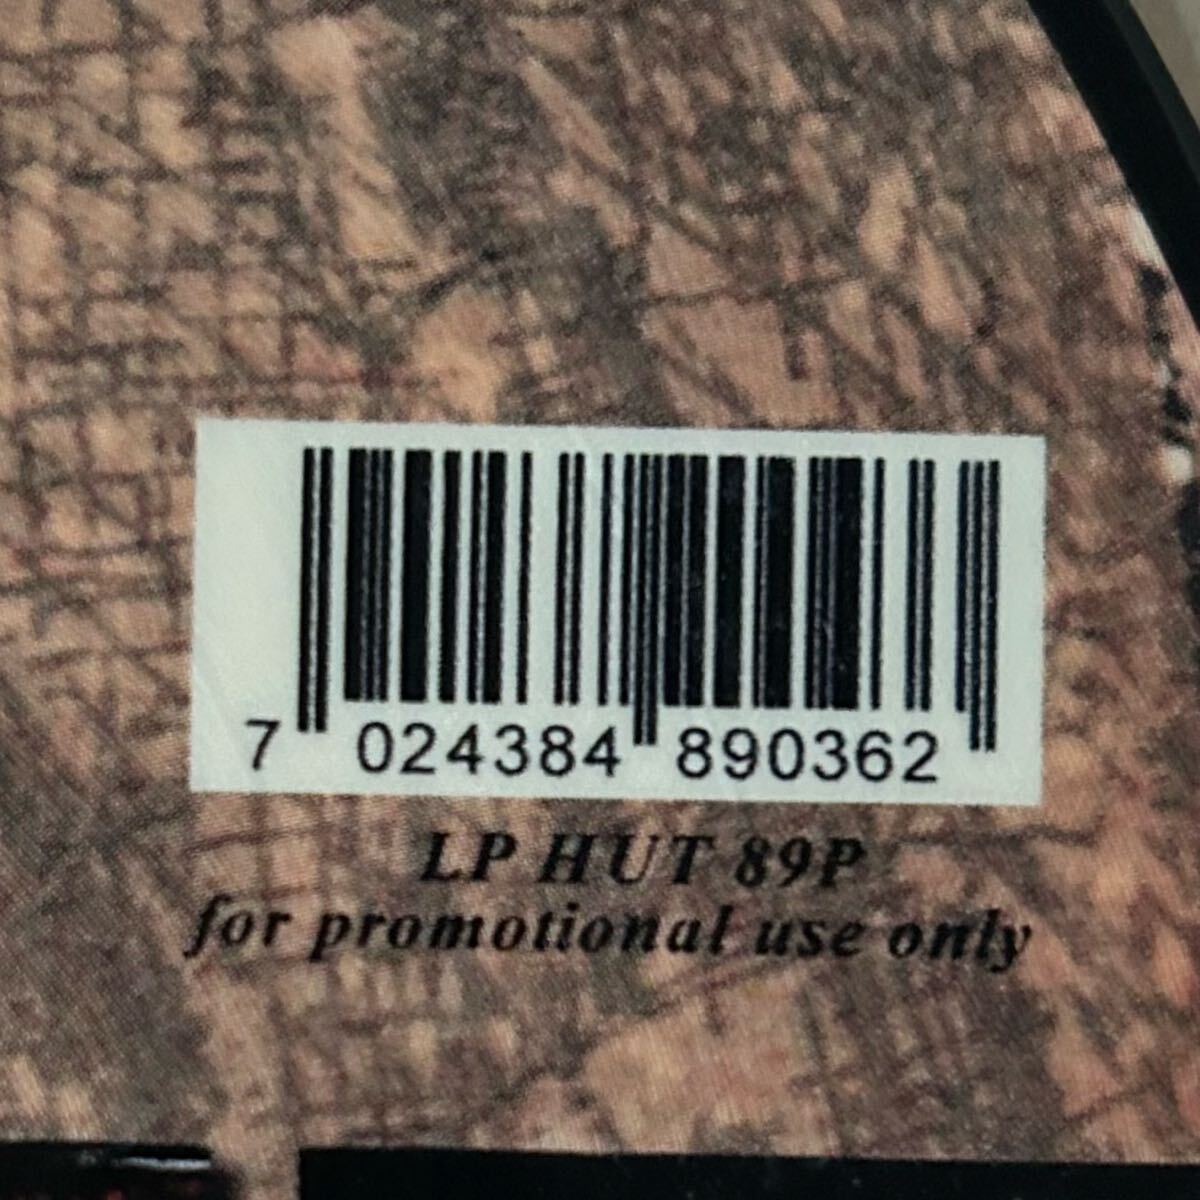 7 024384 890362
LP HUT 89P
for promotional use only